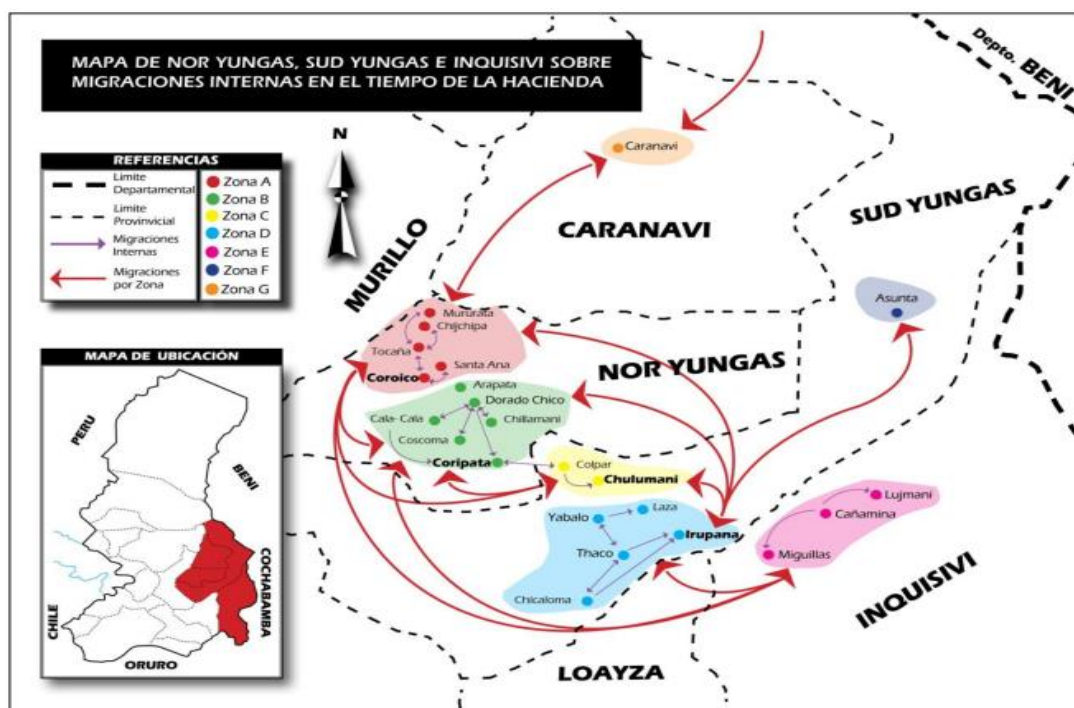 MAPA DE NOR YUNGAS, SUD YUNGAS E INQUISIVI SOBRE
MIGRACIONES INTERNAS EN EL TIEMPO DE LA HACIENDA
N
REFERENCIAS
Limite
Departamental
Limite
Provinvicial
Migraciones
Internas
Migraciones
por Zona
Zona A
Zona B
Zona C
Zona D
Zona E
Zona F
Zona G
Depto. BENI
Caranavi
SUD YUNGAS
CARANAVI
MURILLO
Asunta
Mururata
Chijchipa
Tocaña
Santa Ana
Coroico
NOR YUNGAS
Arapata
Dorado Chico
Cala-Cala
Chillamani
Coscoma
Coripata
Colpar
Chulumani
Lujmani
Cañamina
Miguillas
Yabalo
Laza
Irupana
Thaco
Chicaloma
INQUISIVI
LOAYZA
MAPA DE UBICACIÓN
PERU
BENI
COCHABAMBA
CHILE
ORURO